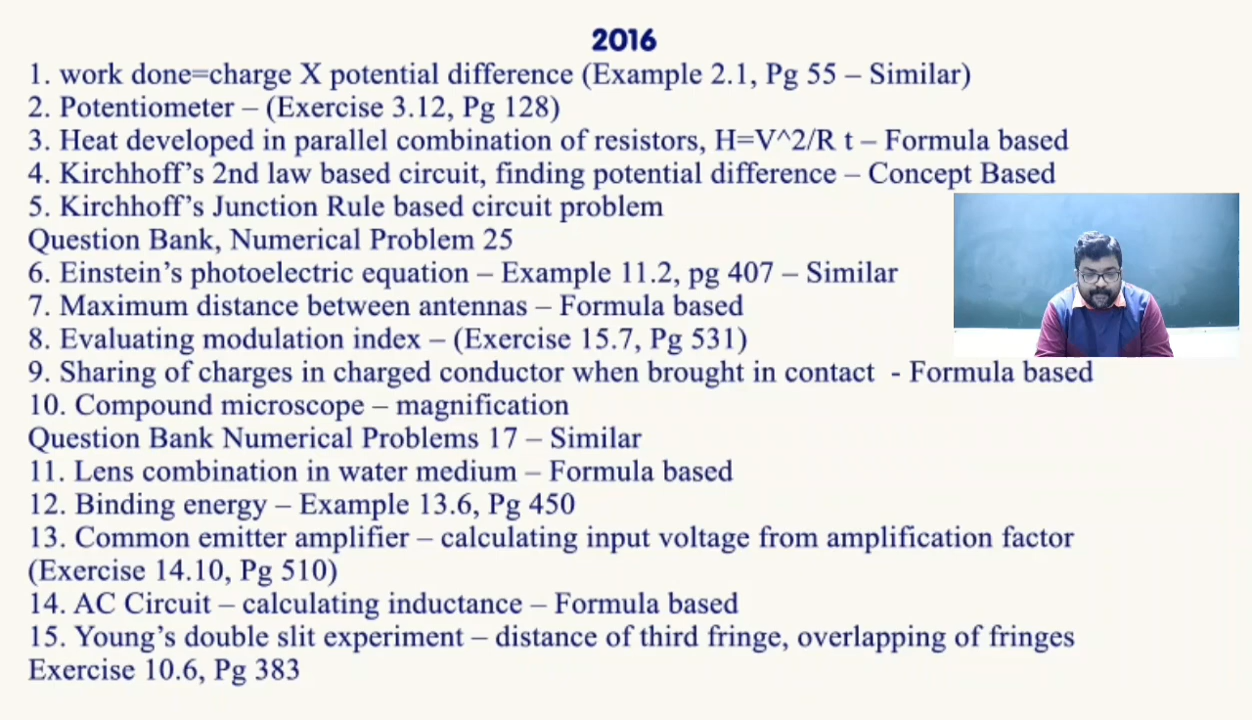 2016
1. work done=charge X potential difference (Example 2.1, Pg 55 – Similar)
2. Potentiometer – (Exercise 3.12, Pg 128)
3. Heat developed in parallel combination of resistors, H=V^2/R t – Formula based
4. Kirchhoff's 2nd law based circuit, finding potential difference – Concept Based
5. Kirchhoff's Junction Rule based circuit problem
Question Bank, Numerical Problem 25
6. Einstein's photoelectric equation – Example 11.2, pg 407 – Similar
7. Maximum distance between antennas – Formula based
8. Evaluating modulation index – (Exercise 15.7, Pg 531)
9. Sharing of charges in charged conductor when brought in contact - Formula based
10. Compound microscope – magnification
Question Bank Numerical Problems 17 – Similar
11. Lens combination in water medium – Formula based
12. Binding energy – Example 13.6, Pg 450
13. Common emitter amplifier – calculating input voltage from amplification factor
(Exercise 14.10, Pg 510)
14. AC Circuit – calculating inductance – Formula based
15. Young's double slit experiment – distance of third fringe, overlapping of fringes
Exercise 10.6, Pg 383